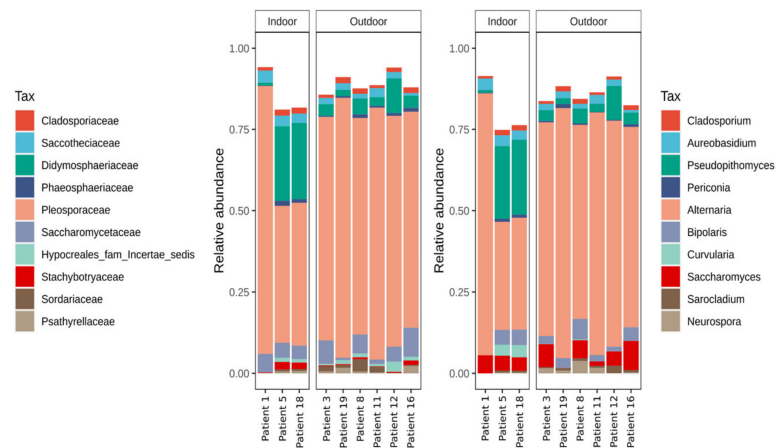 Indoor
Outdoor
Indoor
Outdoor
Tax
Cladosporiaceae
Saccotheciaceae
Didymosphaeriaceae
Phaeosphaeriaceae
Pleosporaceae
Saccharomycetaceae
Hypocreales_fam_Incertae_sedis
Stachybotryaceae
Sordariaceae
Psathyrellaceae
Relative abundance
1.00
0.75
0.50
0.25
0.00
Patient 1
Patient 5
Patient 18
Patient 3
Patient 19
Patient 8
Patient 11
Patient 12
Patient 16
Relative abundance
1.00
0.75
0.50
0.25
0.00
Patient 1
Patient 5
Patient 18
Patient 3
Patient 19
Patient 8
Patient 11
Patient 12
Patient 16
Tax
Cladosporium
Aureobasidium
Pseudopithomyces
Periconia
Alternaria
Bipolaris
Curvularia
Saccharomyces
Sarocladium
Neurospora